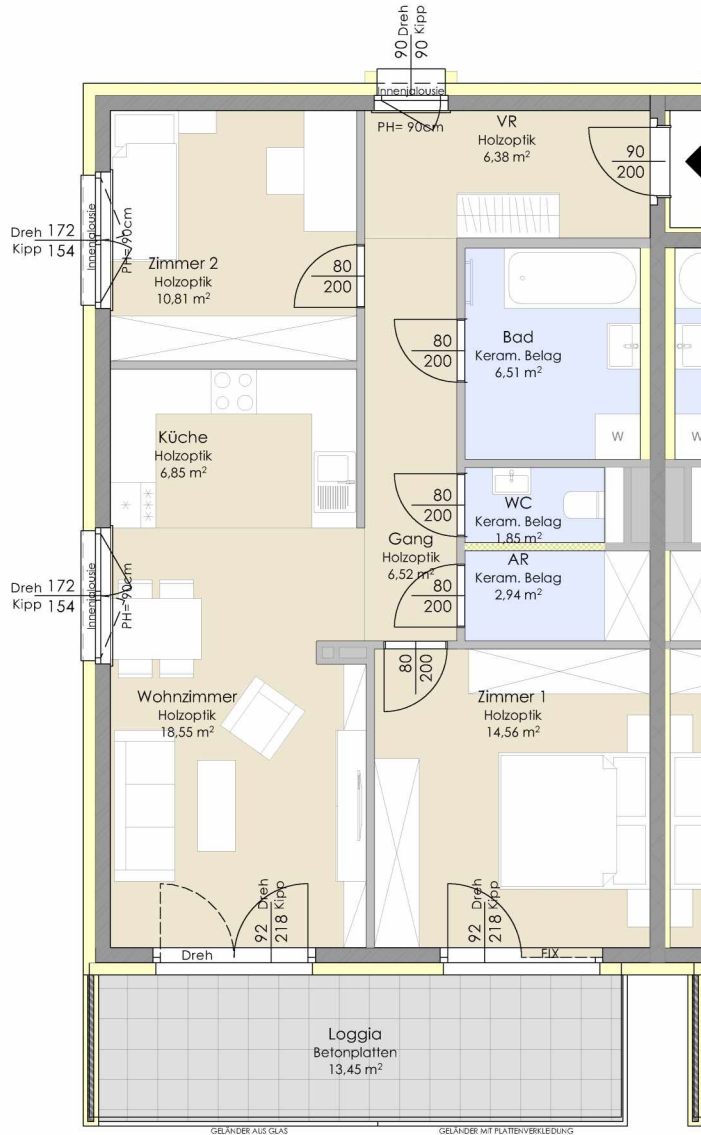 90 Dreh
90 Kipp
Innenjalousie
PH= 90cm
VR
Holzoptik
6,38 m²
90
200
Dreh 172
Kipp 154
Innenjalousie
PH= 90cm
Zimmer 2
Holzoptik
10,81 m²
80
200
Bad
Keram. Belag
6,51 m²
80
200
W
W
Küche
Holzoptik
6,85 m²
80
200
WC
Keram. Belag
1,85 m²
Gang
Holzoptik
6,52 m²
AR
Keram. Belag
2,94 m²
80
200
Dreh 172
Kipp 154
Innenjalousie
PH= 90cm
80
200
Wohnzimmer
Holzoptik
18,55 m²
Zimmer 1
Holzoptik
14,56 m²
92 Dreh
218 Kipp
Dreh
92 Dreh
218 Kipp
FIX
Loggia
Betonplatten
13,45 m²
GELÄNDER AUS GLAS
GELÄNDER MIT PLATTENVERKLEIDUNG